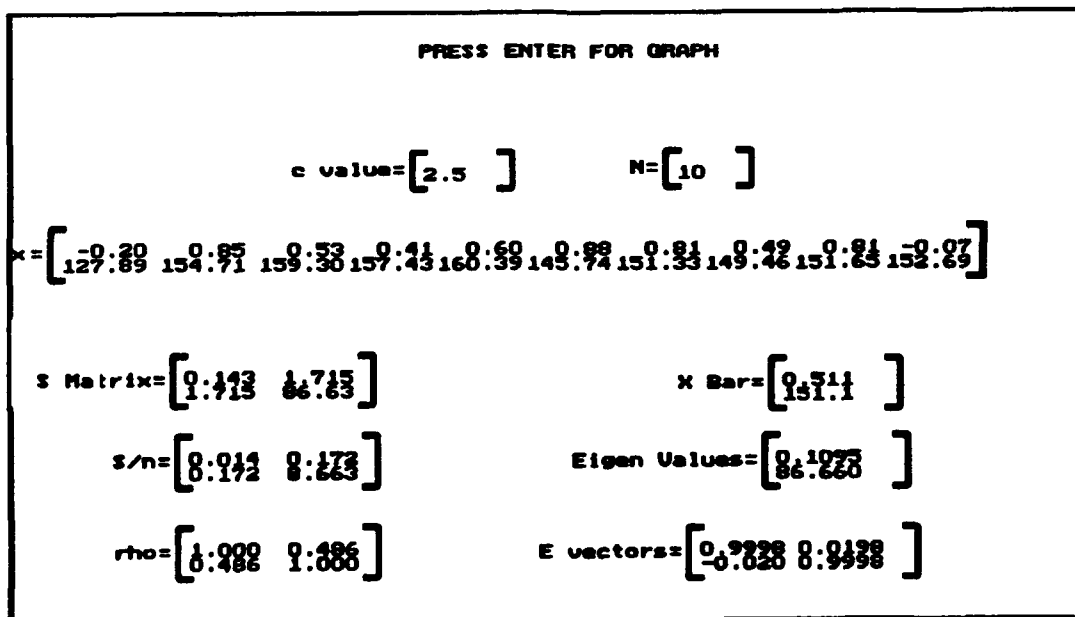 PRESS ENTER FOR GRAPH
c value=[2.5] N=[10]
x=[-0.20 0.85 0.53 0.41 0.60 0.88 0.81 0.49 0.81 -0.07
127.89 154.71 159.30 157.43 160.39 145.74 151.33 149.46 151.65 152.69]
S Matrix=[0.143 1.715
1.715 86.63]
X Bar=[0.511
151.1]
S/n=[0.014 0.172
0.172 8.663]
Eigen Values=[0.1095
86.660]
rho=[1.000 0.486
0.486 1.000]
E vectors=[0.9998 0.0198
-0.020 0.9998]